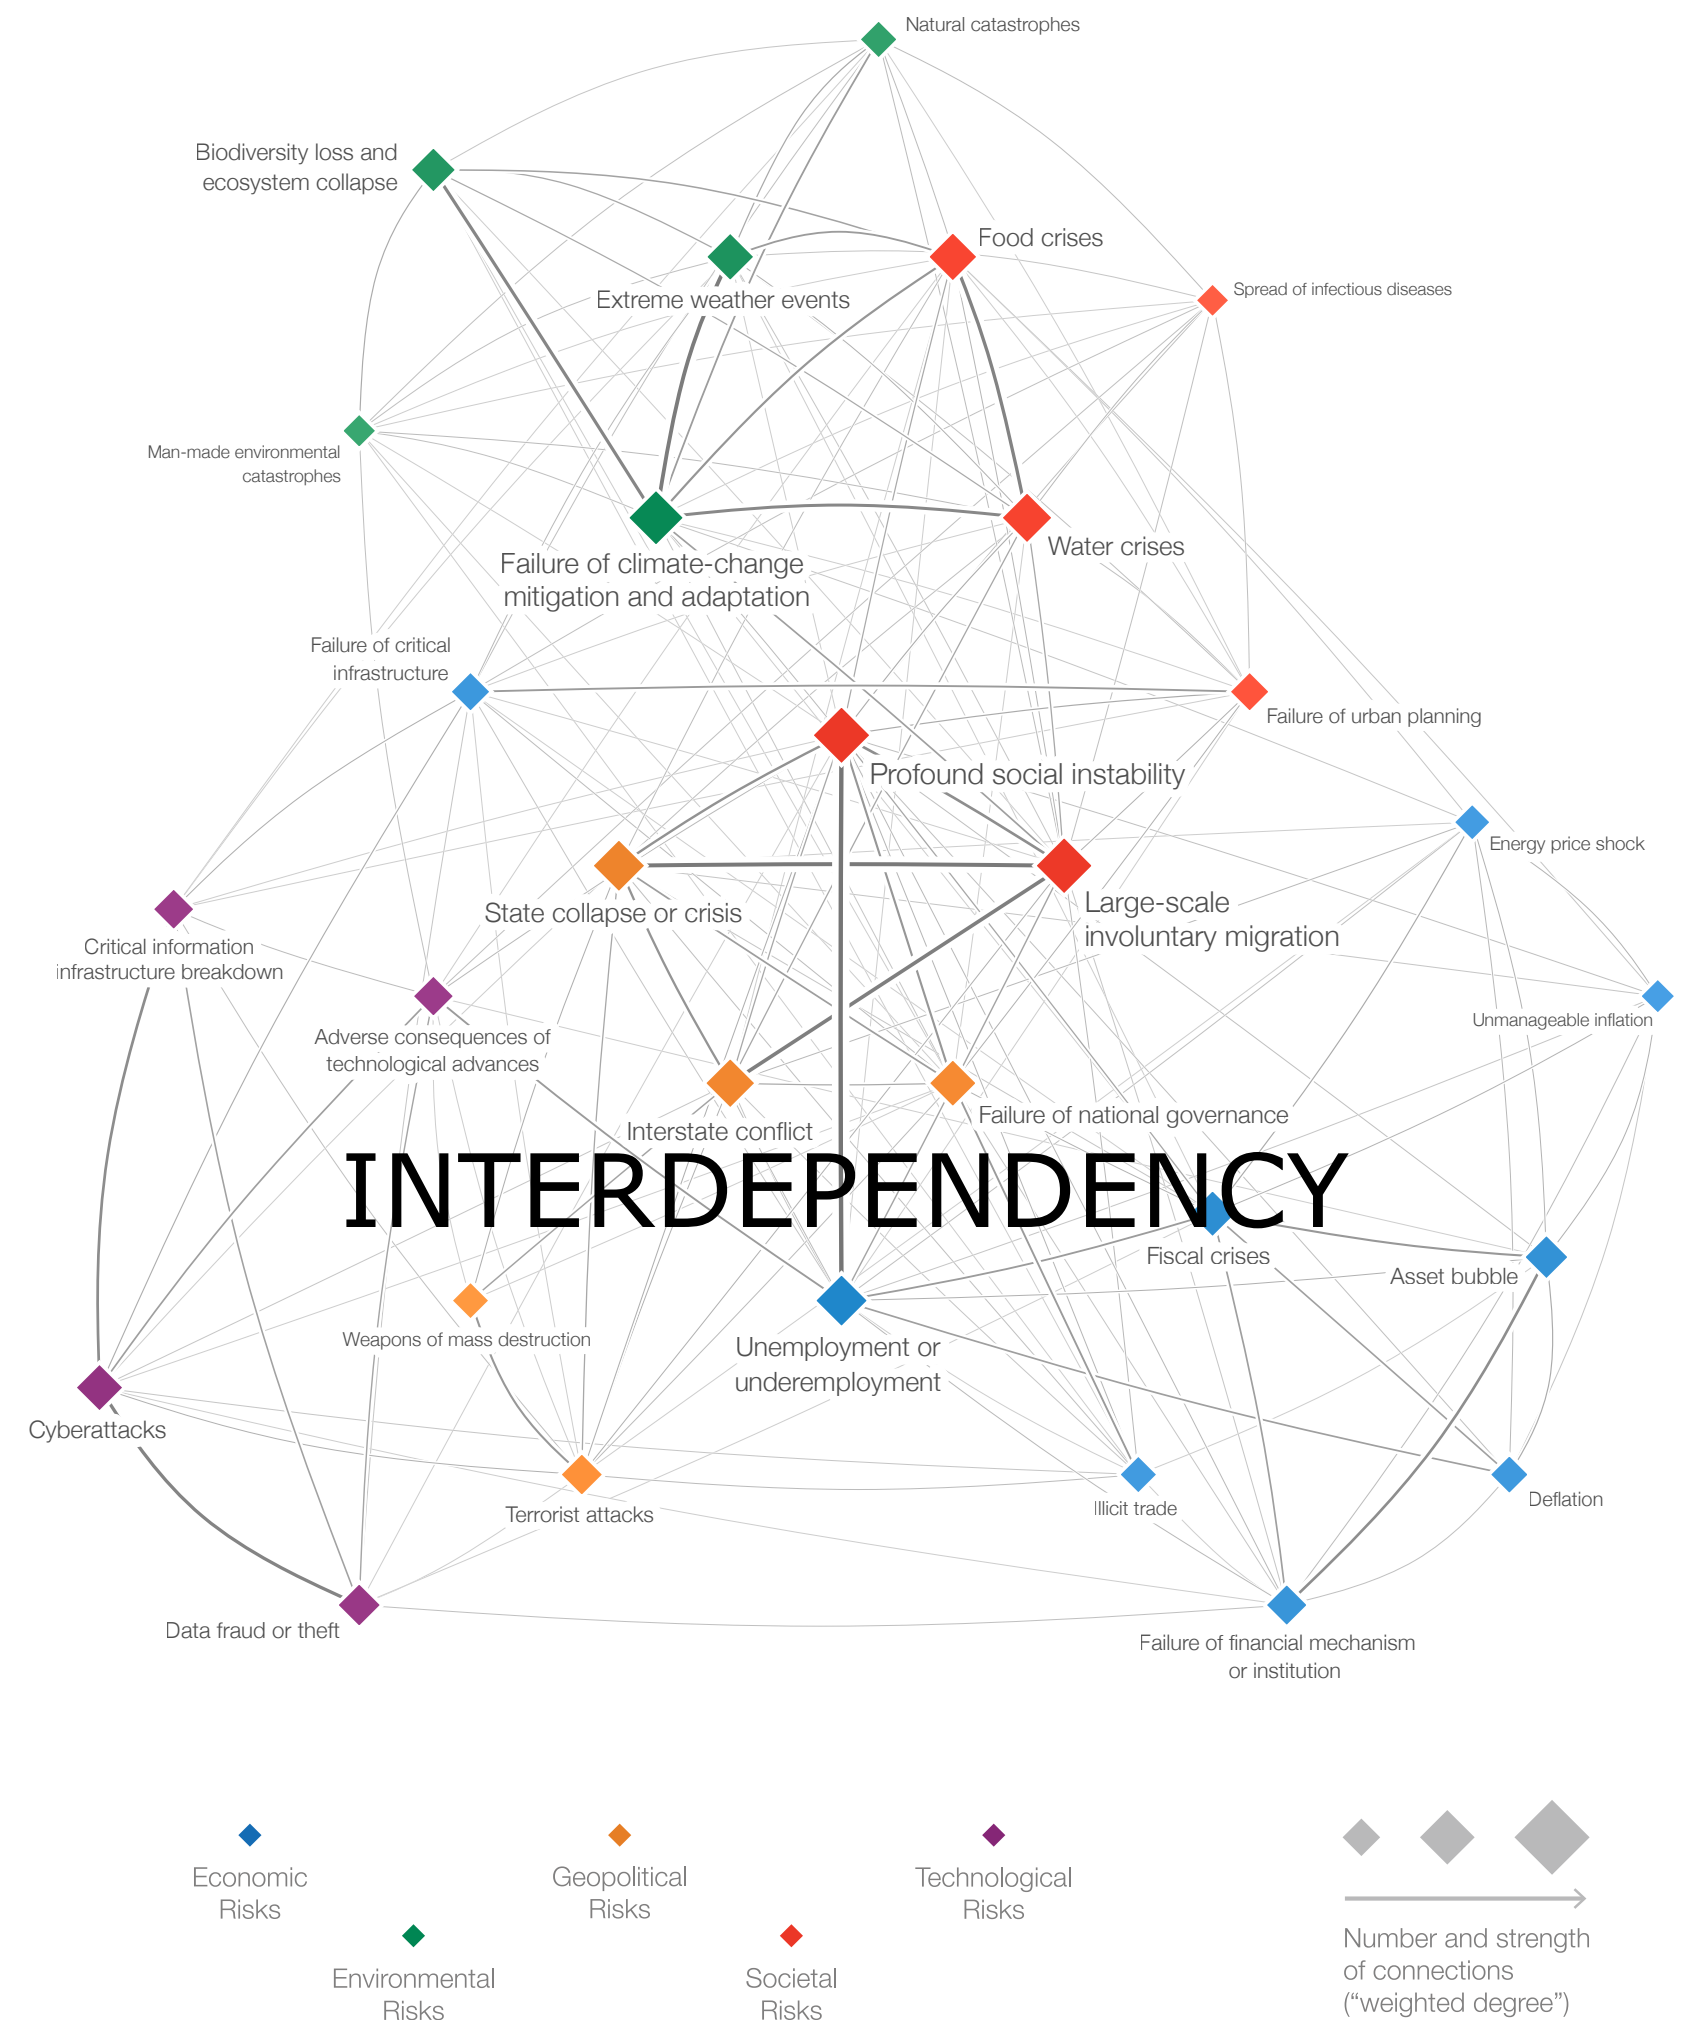 Natural catastrophes
Biodiversity loss and
ecosystem collapse
Food crises
Extreme weather events
Spread of infectious diseases
Man-made environmental
catastrophes
Water crises
Failure of climate-change
mitigation and adaptation
Failure of critical
infrastructure
Failure of urban planning
Profound social instability
Energy price shock
State collapse or crisis
Large-scale
involuntary migration
Critical information
infrastructure breakdown
Unmanageable inflation
Adverse consequences of
technological advances
Interstate conflict
Failure of national governance
INTERDEPENDENCY
Fiscal crises
Asset bubble
Weapons of mass destruction
Unemployment or
underemployment
Cyberattacks
Terrorist attacks
Illicit trade
Deflation
Data fraud or theft
Failure of financial mechanism
or institution
Economic
Risks
Geopolitical
Risks
Technological
Risks
Environmental
Risks
Societal
Risks
Number and strength
of connections
(“weighted degree”)